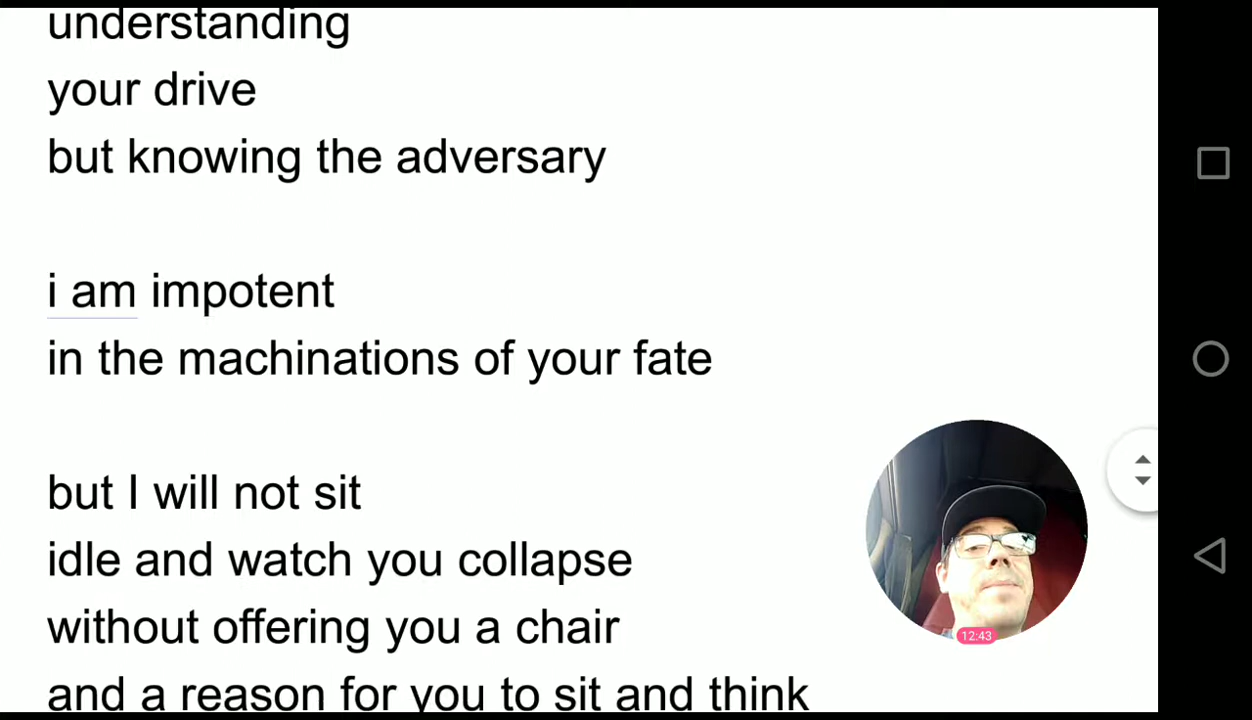 understanding
your drive
but knowing the adversary
i am impotent
in the machinations of your fate
but I will not sit
idle and watch you collapse
without offering you a chair
and a reason for you to sit and think
12:43